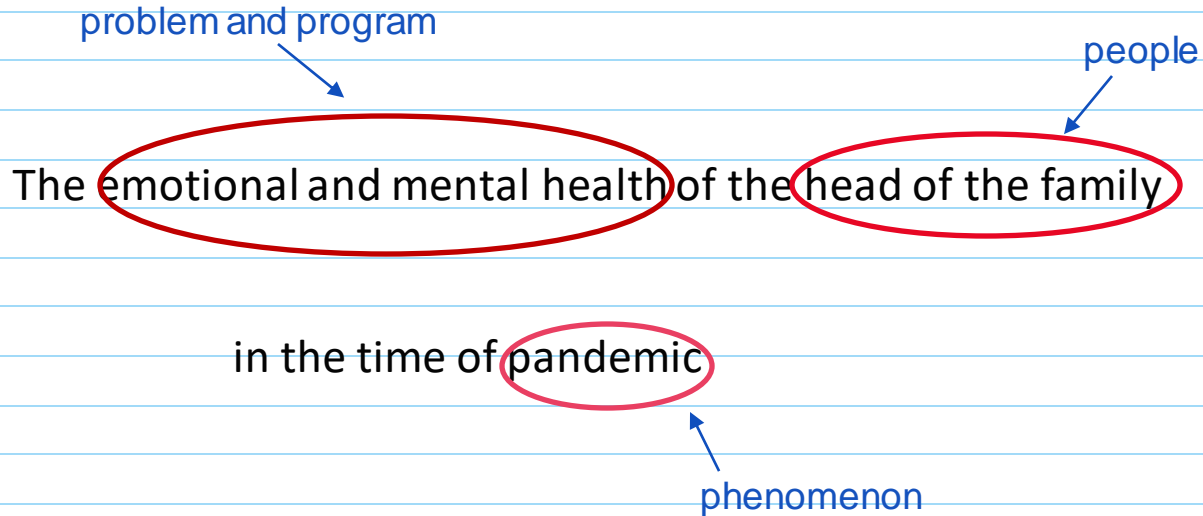 problem and program
people
The emotional and mental health of the head of the family
in the time of pandemic
phenomenon